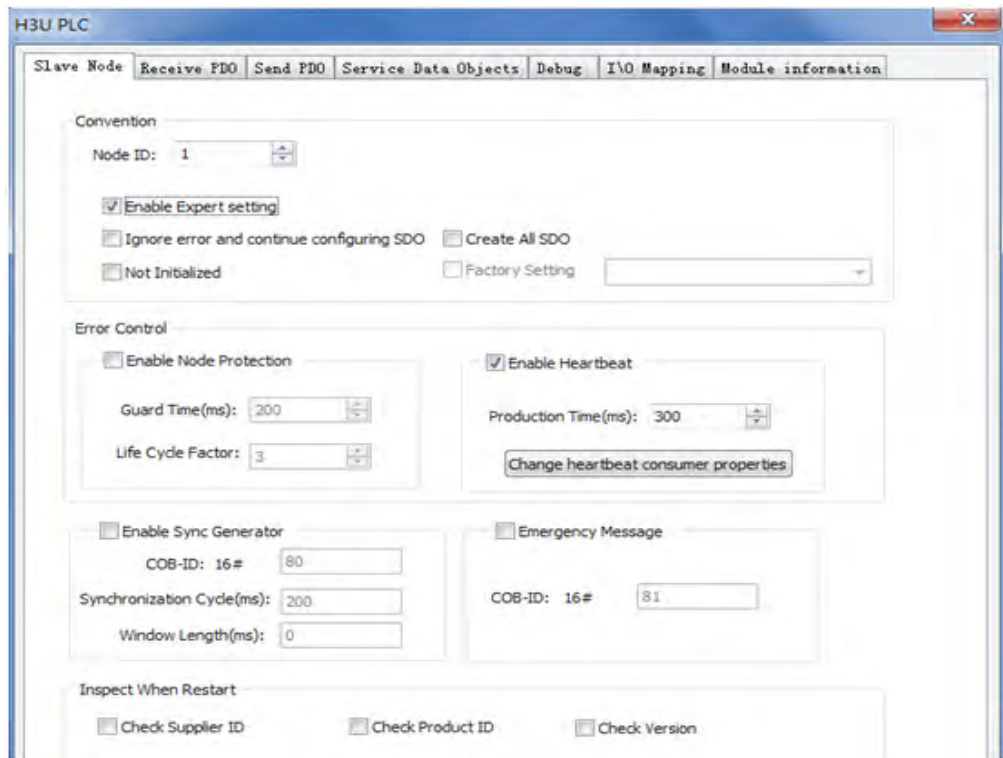 H3U PLC
Slave Node Receive PDO Send PDO Service Data Objects Debug I\O Mapping Module information
Convention
Node ID: 1
Enable Expert setting
Ignore error and continue configuring SDO Create All SDO
Not Initialized Factory Setting
Error Control
Enable Node Protection Enable Heartbeat
Guard Time(ms): 200 Production Time(ms): 300
Life Cycle Factor: 3 Change heartbeat consumer properties
Enable Sync Generator Emergency Message
COB-ID: 16# 80
COB-ID: 16# 81
Synchronization Cycle(ms): 200
Window Length(ms): 0
Inspect When Restart
Check Supplier ID Check Product ID Check Version